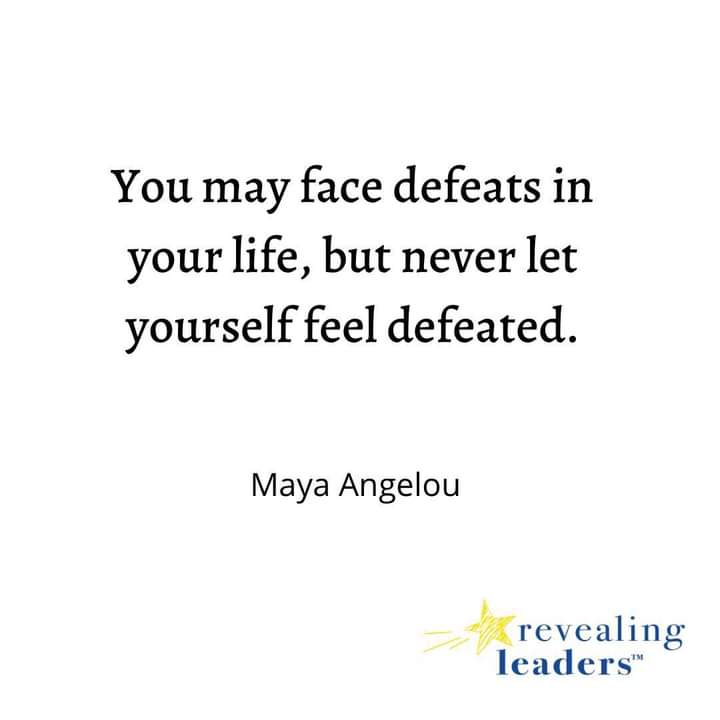 You may face defeats in
your life, but never let
yourself feel defeated.
Maya Angelou
revealing
leaders™